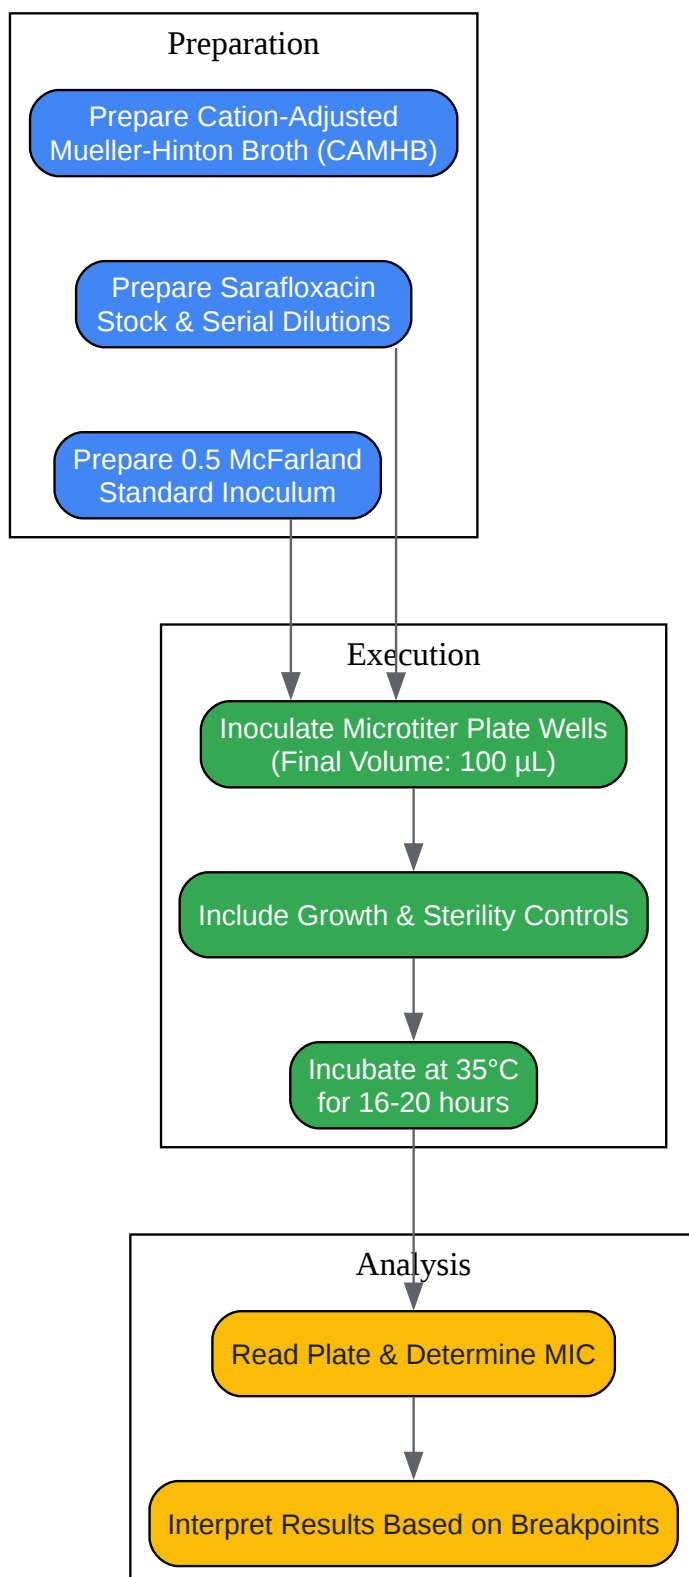 Preparation
Prepare Cation-Adjusted
Mueller-Hinton Broth (CAMHB)
Prepare Sarafloxacin
Stock & Serial Dilutions
Prepare 0.5 McFarland
Standard Inoculum
Execution
Inoculate Microtiter Plate Wells
(Final Volume: 100 µL)
Include Growth & Sterility Controls
Incubate at 35°C
for 16-20 hours
Analysis
Read Plate & Determine MIC
Interpret Results Based on Breakpoints